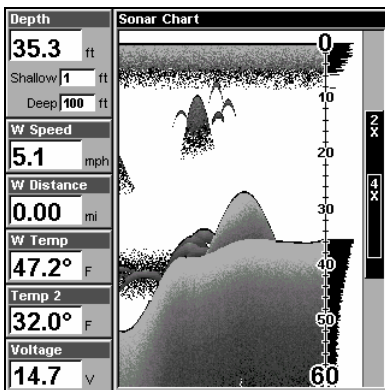 Depth
35.3 ft
Shallow 1 ft
Deep 100 ft
W Speed
5.1 mph
W Distance
0.00 mi
W Temp
47.2° F
Temp 2
32.0° F
Voltage
14.7 V
Sonar Chart
0
10
20
30
40
50
60
2X
4X